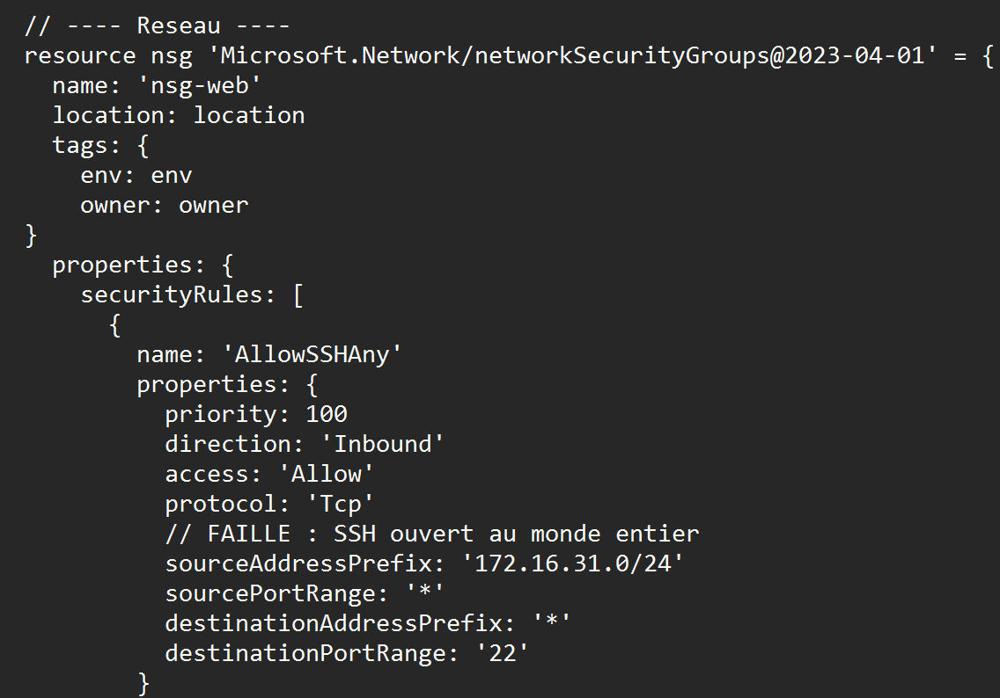 // ---- Reseau ----
resource nsg 'Microsoft.Network/networkSecurityGroups@2023-04-01' = {
  name: 'nsg-web'
  location: location
  tags: {
    env: env
    owner: owner
}
  properties: {
    securityRules: [
      {
        name: 'AllowSSHAny'
        properties: {
          priority: 100
          direction: 'Inbound'
          access: 'Allow'
          protocol: 'Tcp'
          // FAILLE : SSH ouvert au monde entier
          sourceAddressPrefix: '172.16.31.0/24'
          sourcePortRange: '*'
          destinationAddressPrefix: '*'
          destinationPortRange: '22'
        }